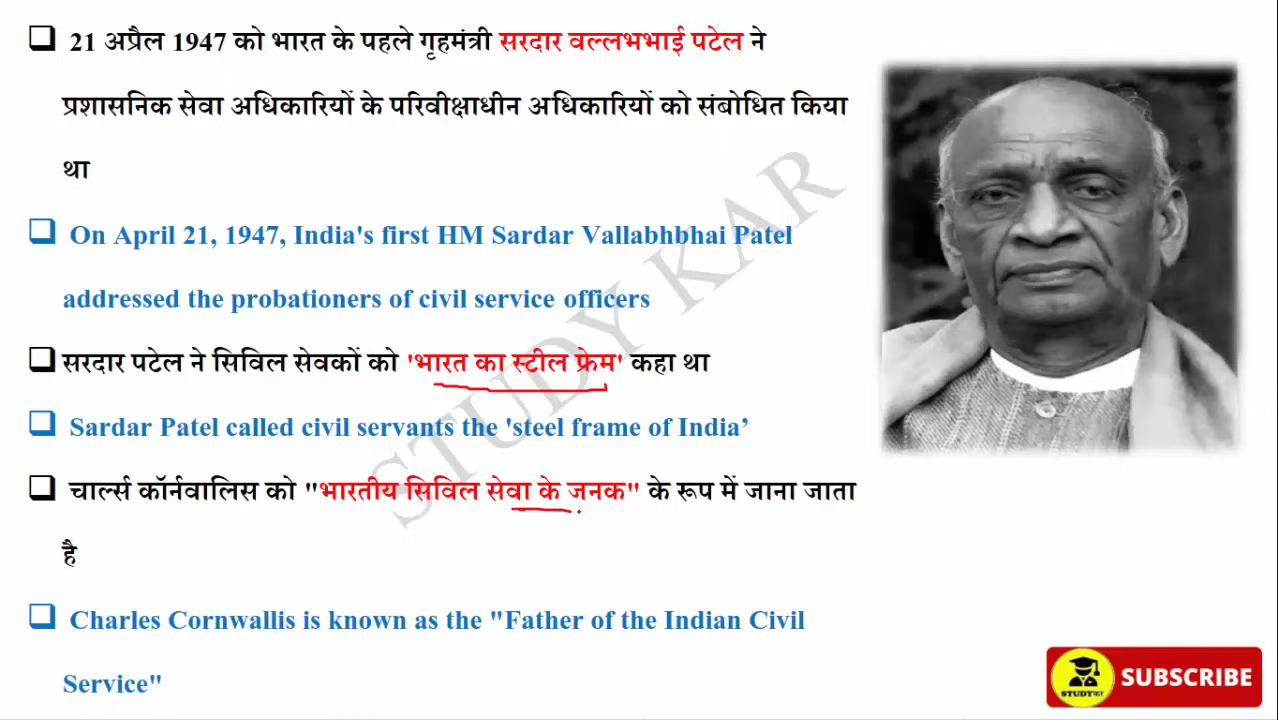 21 अप्रैल 1947 को भारत के पहले गृहमंत्री सरदार वल्लभभाई पटेल ने
प्रशासनिक सेवा अधिकारियों के परिवीक्षाधीन अधिकारियों को संबोधित किया
था
On April 21, 1947, India's first HM Sardar Vallabhbhai Patel
addressed the probationers of civil service officers
सरदार पटेल ने सिविल सेवकों को 'भारत का स्टील फ्रेम' कहा था
Sardar Patel called civil servants the 'steel frame of India’
चार्ल्स कॉर्नवालिस को "भारतीय सिविल सेवा के जनक" के रूप में जाना जाता
है
Charles Cornwallis is known as the "Father of the Indian Civil
Service"
STUDY KAR
STUDYकर
SUBSCRIBE